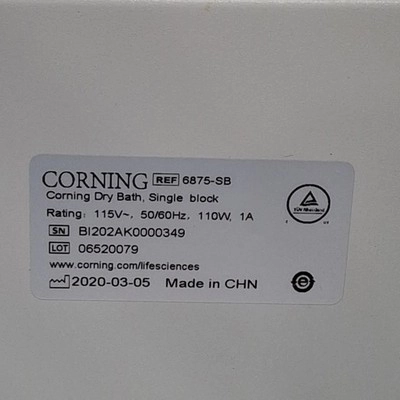 CORNING REF 6875-SB
Corning Dry Bath, Single block
Rating: 115V~, 50/60Hz, 110W, 1A
SN BI202AK0000349
LOT 06520079
www.corning.com/lifesciences
2020-03-05 Made in CHN